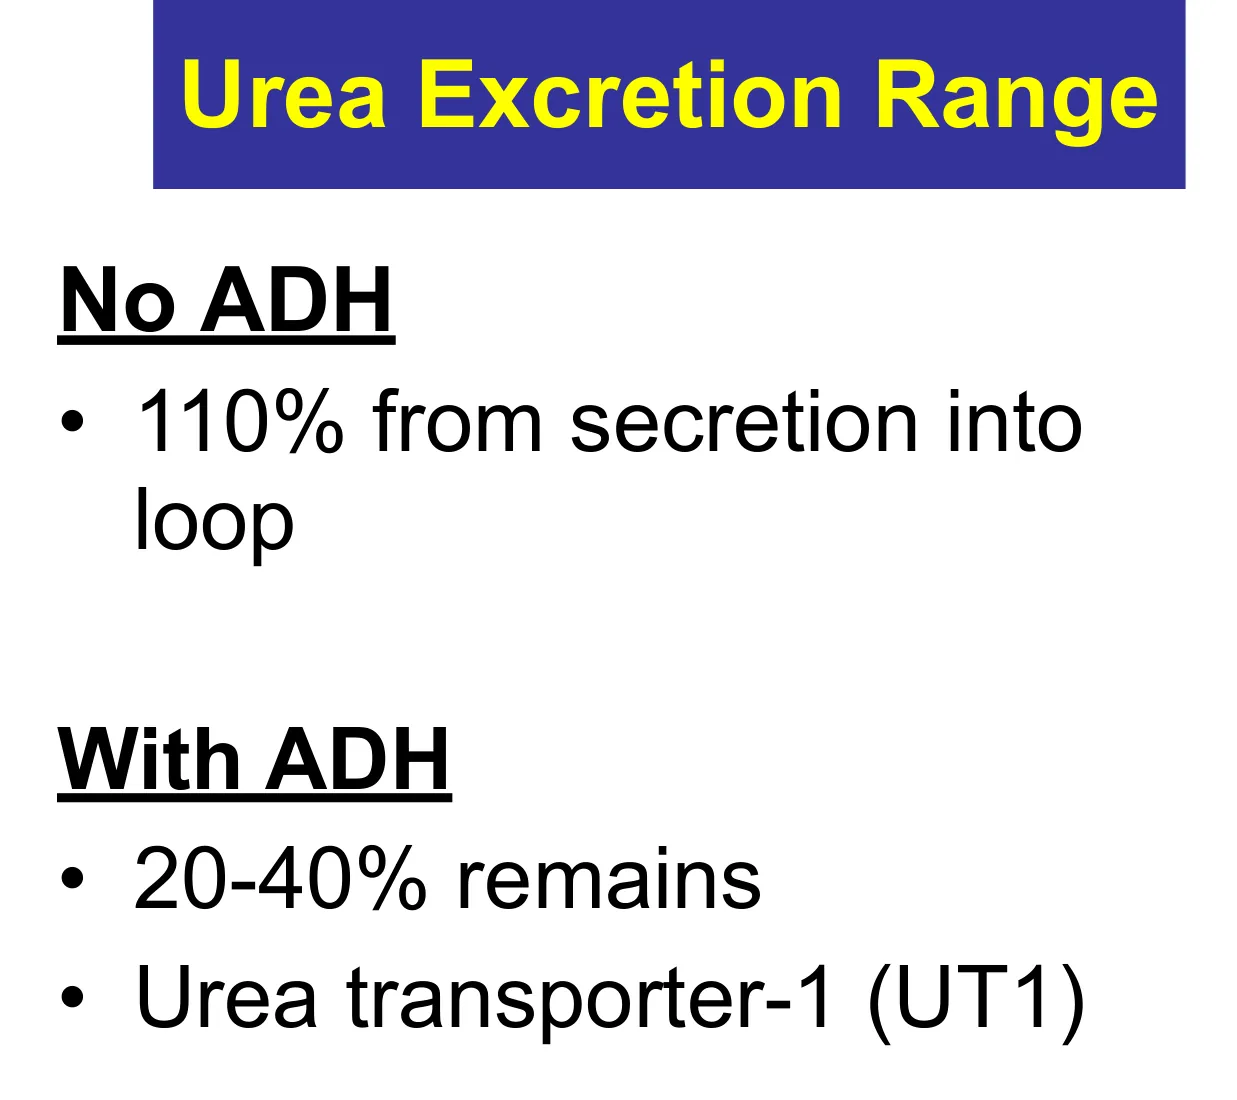 Urea Excretion Range
No ADH
• 110% from secretion into
loop
With ADH
• 20-40% remains
• Urea transporter-1 (UT1)